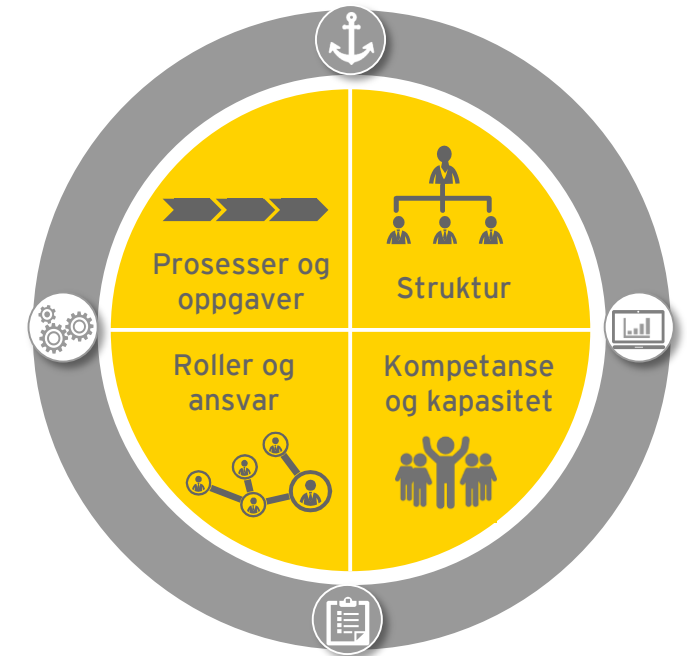 Prosesser og
oppgaver
Struktur
Roller og
ansvar
Kompetanse
og kapasitet